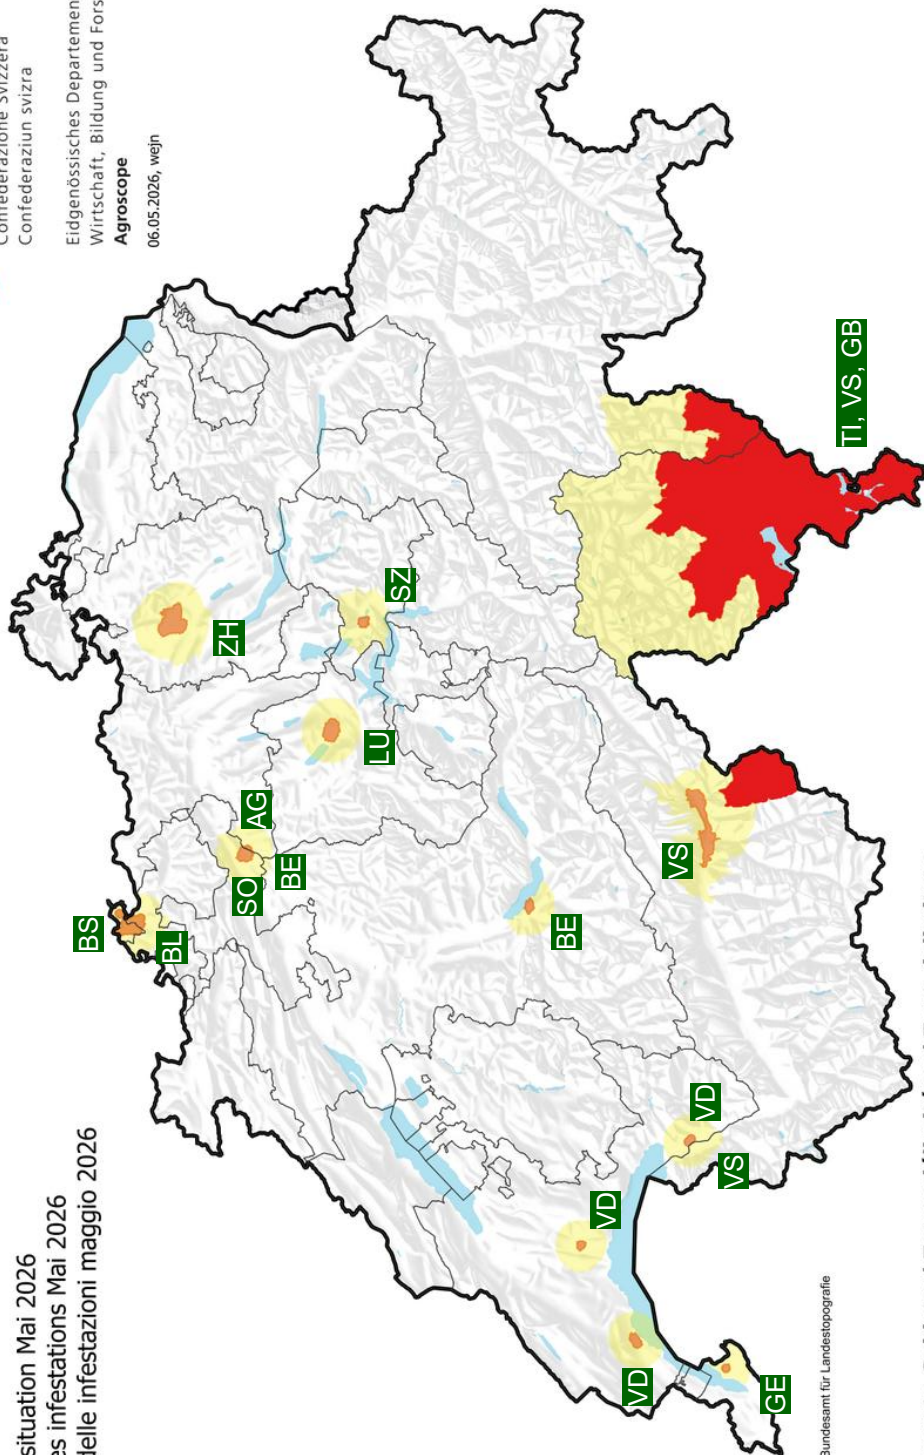 situation Mai 2026
es infestations Mai 2026
delle infestazioni maggio 2026
Confederazione Svizzera
Confederaziun svizra
Eidgenössisches Departemen
Wirtschaft, Bildung und Fors
Agroscope
06.05.2026, wejn
BS
BL
SO
AG
BE
ZH
LU
SZ
BE
VS
TI, VS, GB
VD
VD
VD
VS
GE
Bundesamt für Landestopografie